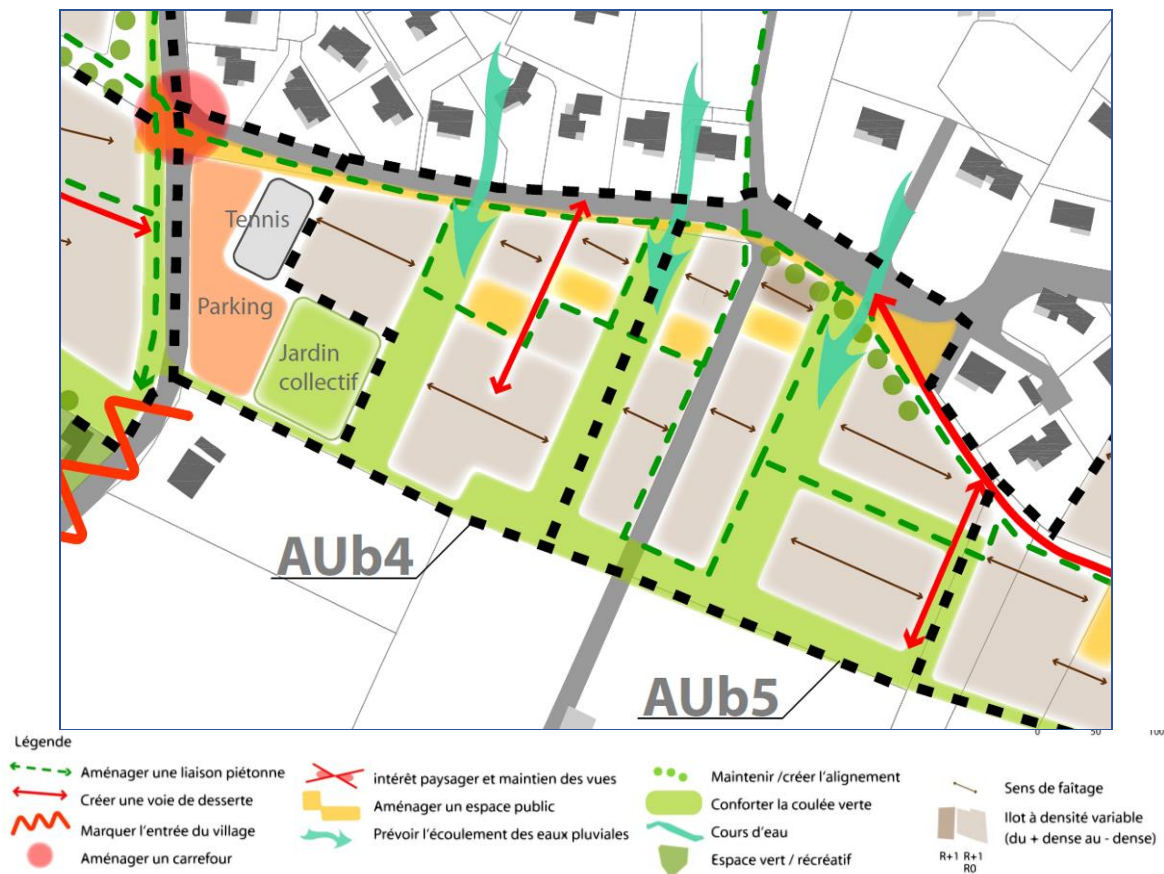 Tennis
Parking
Jardin
collectif
AUb4
AUb5
0 50 100
Légende
Aménager une liaison piétonne
Créer une voie de desserte
Marquer l'entrée du village
Aménager un carrefour
intérêt paysager et maintien des vues
Aménager un espace public
Prévoir l'écoulement des eaux pluviales
Maintenir /créer l'alignement
Conforter la coulée verte
Cours d'eau
Espace vert / récréatif
Sens de faîtage
Ilot à densité variable
(du + dense au - dense)
R+1 R+1
R0